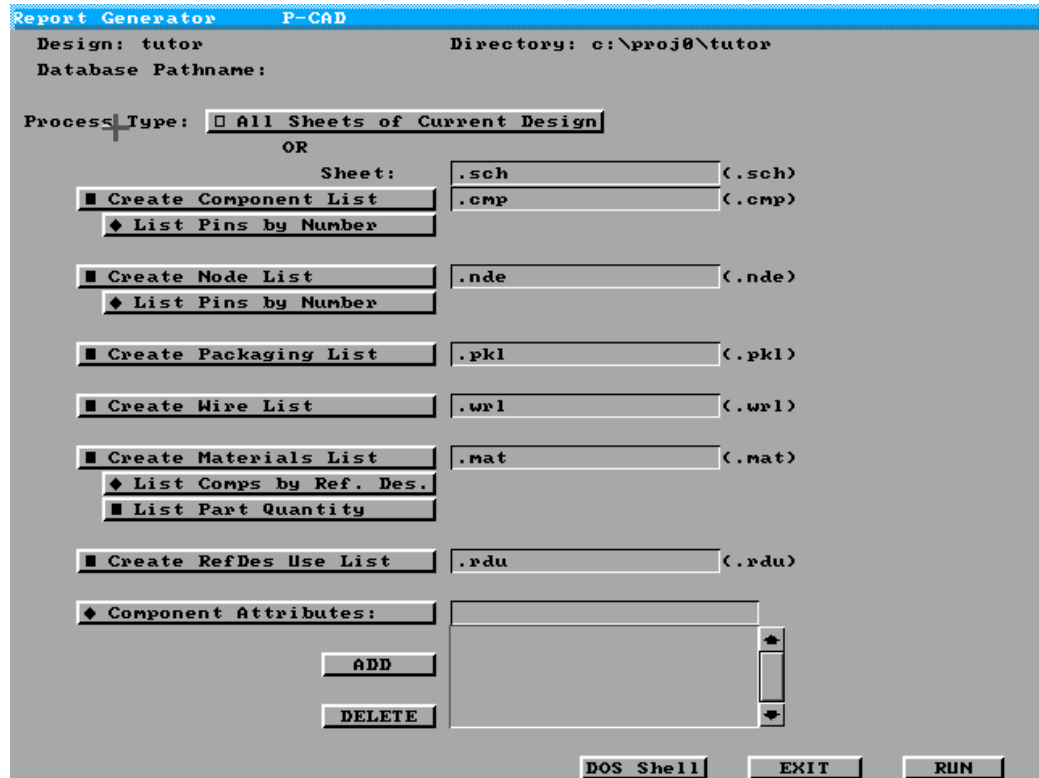 Report Generator P-CAD
Design: tutor Directory: c:\proj0\tutor
Database Pathname:
Process Type: All Sheets of Current Design
OR
Sheet: .sch (.sch)
Create Component List .cmp (.cmp)
List Pins by Number
Create Node List .nde (.nde)
List Pins by Number
Create Packaging List .pkl (.pkl)
Create Wire List .wrl (.wrl)
Create Materials List .mat (.mat)
List Comps by Ref. Des.
List Part Quantity
Create RefDes Use List .rdu (.rdu)
Component Attributes:
ADD
DELETE
DOS Shell EXIT RUN